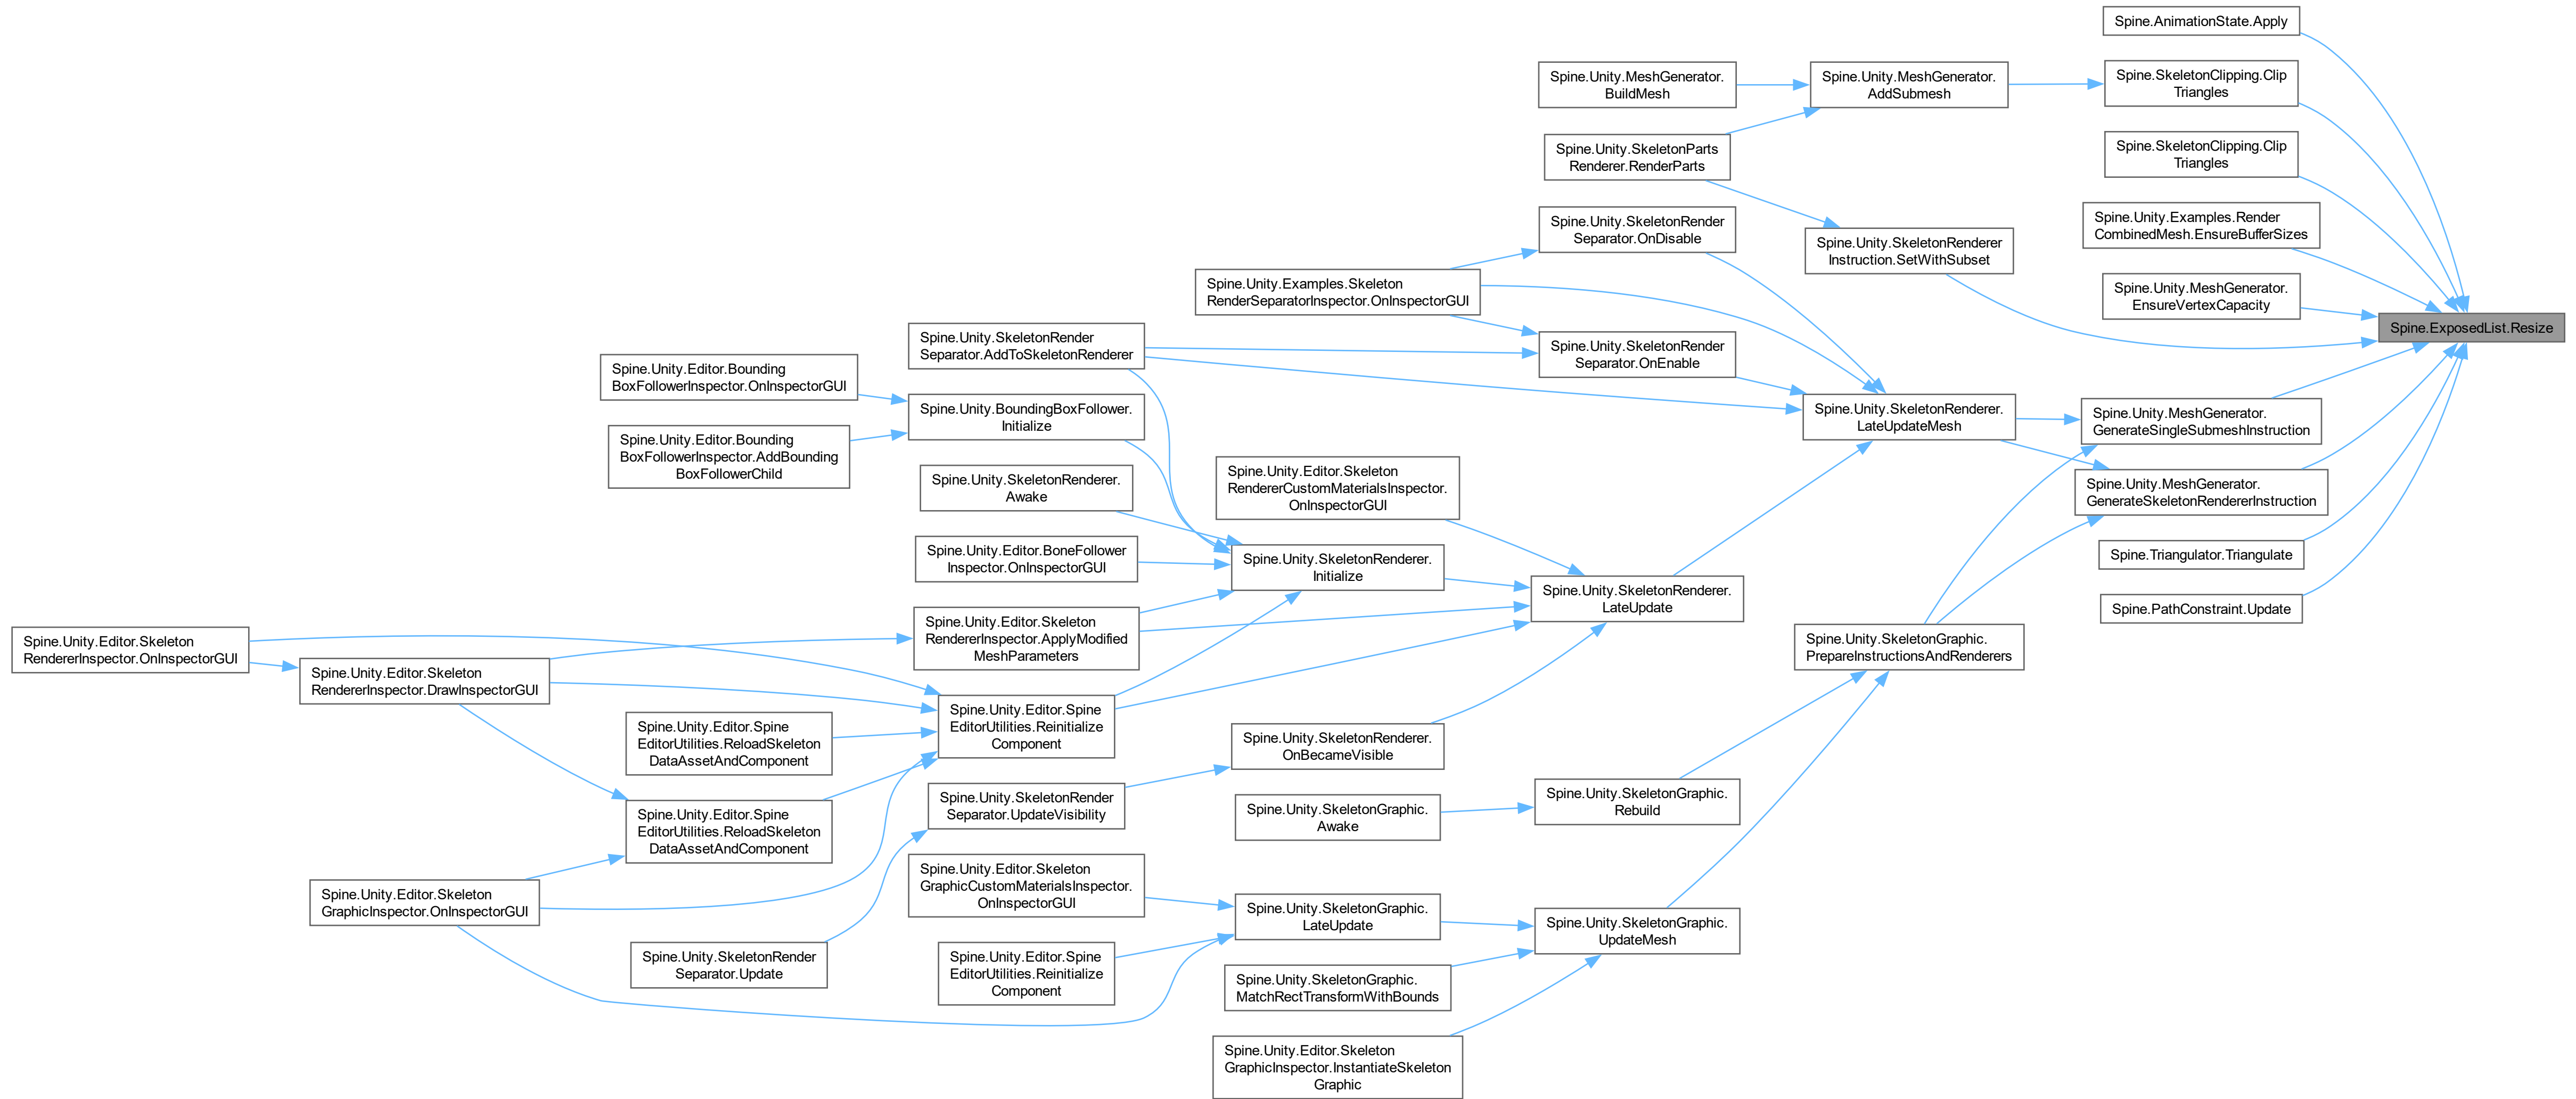 Spine.AnimationState.Apply
Spine.Unity.MeshGenerator.
BuildMesh
Spine.Unity.MeshGenerator.
AddSubmesh
Spine.SkeletonClipping.Clip
Triangles
Spine.SkeletonClipping.Clip
Triangles
Spine.Unity.SkeletonParts
Renderer.RenderParts
Spine.Unity.Examples.Render
CombinedMesh.EnsureBufferSizes
Spine.Unity.SkeletonRender
Separator.OnDisable
Spine.Unity.SkeletonRenderer
Instruction.SetWithSubset
Spine.Unity.Examples.Skeleton
RenderSeparatorInspector.OnInspectorGUI
Spine.Unity.MeshGenerator.
EnsureVertexCapacity
Spine.ExposedList.Resize
Spine.Unity.SkeletonRender
Separator.AddToSkeletonRenderer
Spine.Unity.SkeletonRender
Separator.OnEnable
Spine.Unity.Editor.Bounding
BoxFollowerInspector.OnInspectorGUI
Spine.Unity.BoundingBoxFollower.
Initialize
Spine.Unity.SkeletonRenderer.
LateUpdateMesh
Spine.Unity.MeshGenerator.
GenerateSingleSubmeshInstruction
Spine.Unity.Editor.Bounding
BoxFollowerInspector.AddBounding
BoxFollowerChild
Spine.Unity.SkeletonRenderer.
Awake
Spine.Unity.Editor.Skeleton
RendererCustomMaterialsInspector.
OnInspectorGUI
Spine.Unity.MeshGenerator.
GenerateSkeletonRendererInstruction
Spine.Unity.Editor.BoneFollower
Inspector.OnInspectorGUI
Spine.Unity.SkeletonRenderer.
Initialize
Spine.Triangulator.Triangulate
Spine.Unity.SkeletonRenderer.
LateUpdate
Spine.PathConstraint.Update
Spine.Unity.Editor.Skeleton
RendererInspector.OnInspectorGUI
Spine.Unity.Editor.Skeleton
RendererInspector.DrawInspectorGUI
Spine.Unity.Editor.Skeleton
RendererInspector.ApplyModified
MeshParameters
Spine.Unity.SkeletonGraphic.
PrepareInstructionsAndRenderers
Spine.Unity.Editor.Spine
EditorUtilities.ReloadSkeleton
DataAssetAndComponent
Spine.Unity.Editor.Spine
EditorUtilities.Reinitialize
Component
Spine.Unity.SkeletonRenderer.
OnBecameVisible
Spine.Unity.Editor.Spine
EditorUtilities.ReloadSkeleton
DataAssetAndComponent
Spine.Unity.SkeletonRender
Separator.UpdateVisibility
Spine.Unity.SkeletonGraphic.
Awake
Spine.Unity.SkeletonGraphic.
Rebuild
Spine.Unity.Editor.Skeleton
GraphicInspector.OnInspectorGUI
Spine.Unity.Editor.Skeleton
GraphicCustomMaterialsInspector.
OnInspectorGUI
Spine.Unity.SkeletonGraphic.
LateUpdate
Spine.Unity.SkeletonGraphic.
UpdateMesh
Spine.Unity.SkeletonRender
Separator.Update
Spine.Unity.Editor.Spine
EditorUtilities.Reinitialize
Component
Spine.Unity.SkeletonGraphic.
MatchRectTransformWithBounds
Spine.Unity.Editor.Skeleton
GraphicInspector.InstantiateSkeleton
Graphic